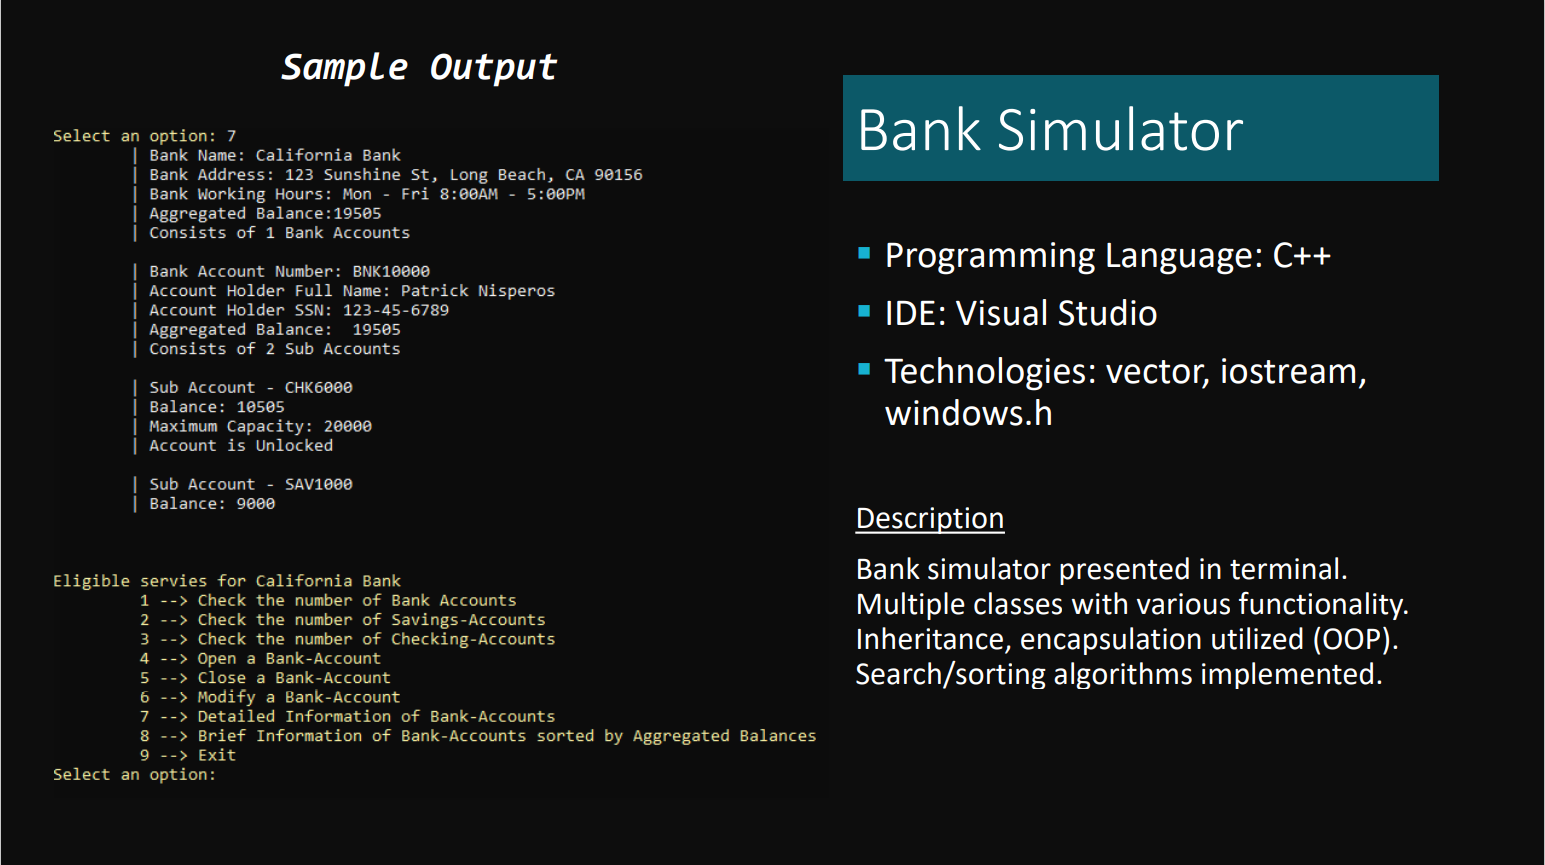 Sample Output
Select an option: 7
| Bank Name: California Bank
| Bank Address: 123 Sunshine St, Long Beach, CA 90156
| Bank Working Hours: Mon - Fri 8:00AM - 5:00PM
| Aggregated Balance:19505
| Consists of 1 Bank Accounts
| Bank Account Number: BNK10000
| Account Holder Full Name: Patrick Nisperos
| Account Holder SSN: 123-45-6789
| Aggregated Balance:  19505
| Consists of 2 Sub Accounts
| Sub Account - CHK6000
| Balance: 10505
| Maximum Capacity: 20000
| Account is Unlocked
| Sub Account - SAV1000
| Balance: 9000
Eligible servies for California Bank
1 --> Check the number of Bank Accounts
2 --> Check the number of Savings-Accounts
3 --> Check the number of Checking-Accounts
4 --> Open a Bank-Account
5 --> Close a Bank-Account
6 --> Modify a Bank-Account
7 --> Detailed Information of Bank-Accounts
8 --> Brief Information of Bank-Accounts sorted by Aggregated Balances
9 --> Exit
Select an option:
Bank Simulator
▪ Programming Language: C++
▪ IDE: Visual Studio
▪ Technologies: vector, iostream,
windows.h
Description
Bank simulator presented in terminal.
Multiple classes with various functionality.
Inheritance, encapsulation utilized (OOP).
Search/sorting algorithms implemented.